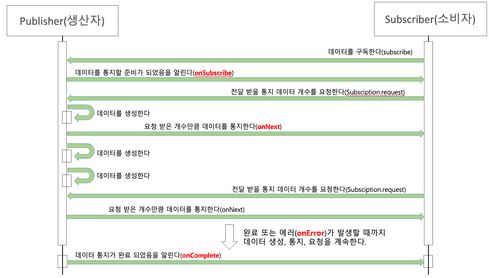 Publisher(생산자)
Subscriber(소비자)
데이터를 구독한다(subscribe)
데이터를 통지할 준비가 되었음을 알린다(onSubscribe)
전달 받을 통지 데이터 개수를 요청한다(Subsciption.request)
데이터를 생성한다
요청 받은 개수만큼 데이터를 통지한다(onNext)
데이터를 생성한다
데이터를 생성한다
전달 받을 통지 데이터 개수를 요청한다(Subsciption.request)
요청 받은 개수만큼 데이터를 통지한다(onNext)
완료 또는 에러(onError)가 발생할 때까지
데이터 생성, 통지, 요청을 계속한다.
데이터 통지가 완료 되었음을 알린다(onComplete)